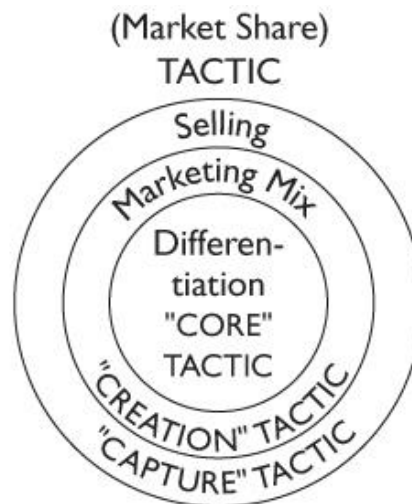 (Market Share)
TACTIC
Selling
Marketing Mix
Differen-
tiation
"CORE"
TACTIC
"CREATION" TACTIC
"CAPTURE" TACTIC